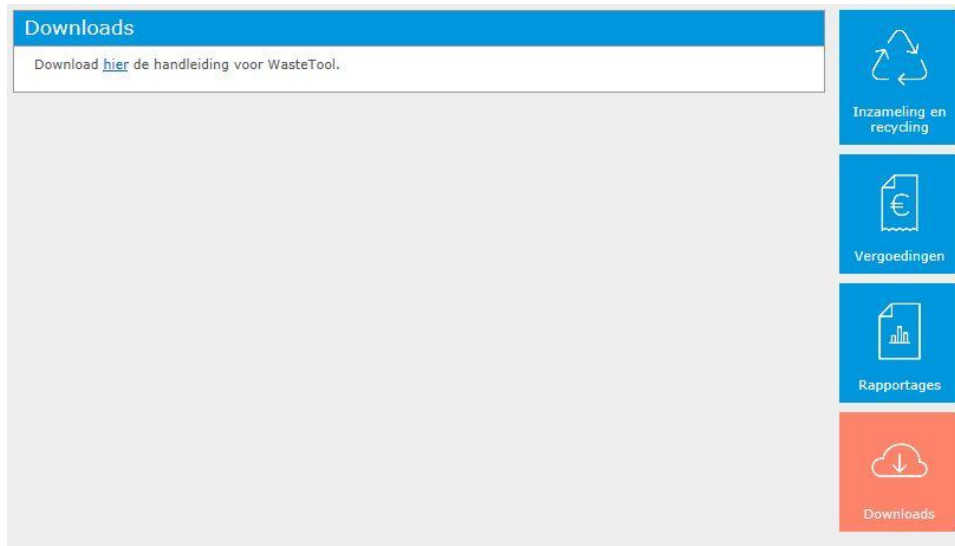 Downloads
Download hier de handleiding voor WasteTool.
Inzameling en
recycling
€
Vergoedingen
Rapportages
Downloads